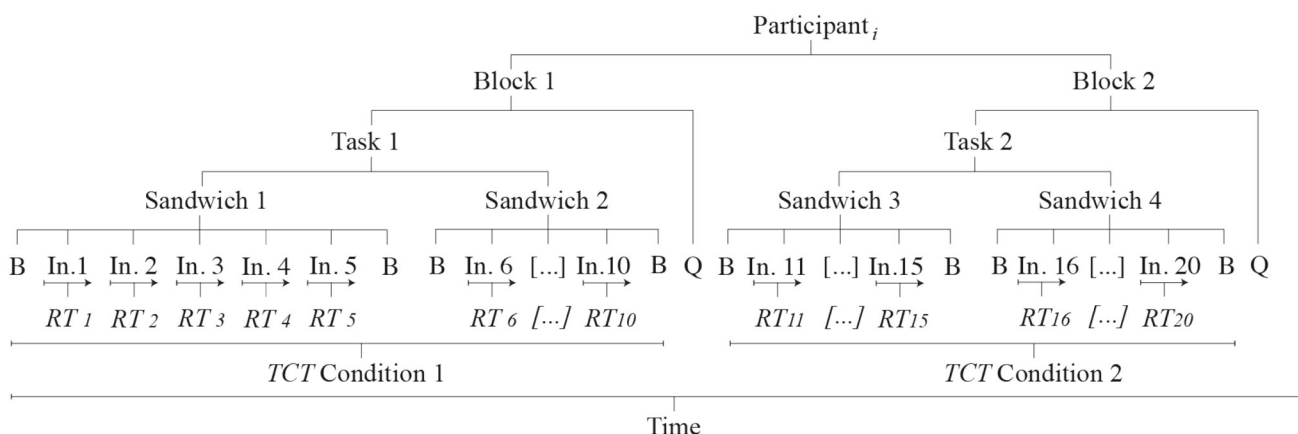 Participant i
Block 1 Block 2
Task 1 Task 2
Sandwich 1 Sandwich 2 Sandwich 3 Sandwich 4
B In.1 In.2 In. 3 In. 4 In. 5 B B In. 6 [...] In.10 B Q B In. 11 [...] In.15 B B In. 16 [...] In. 20 B Q
RT 1 RT 2 RT 3 RT 4 RT 5 RT 6 [...] RT10 RT11 [...] RT15 RT16 [...] RT20
TCT Condition 1 TCT Condition 2
Time